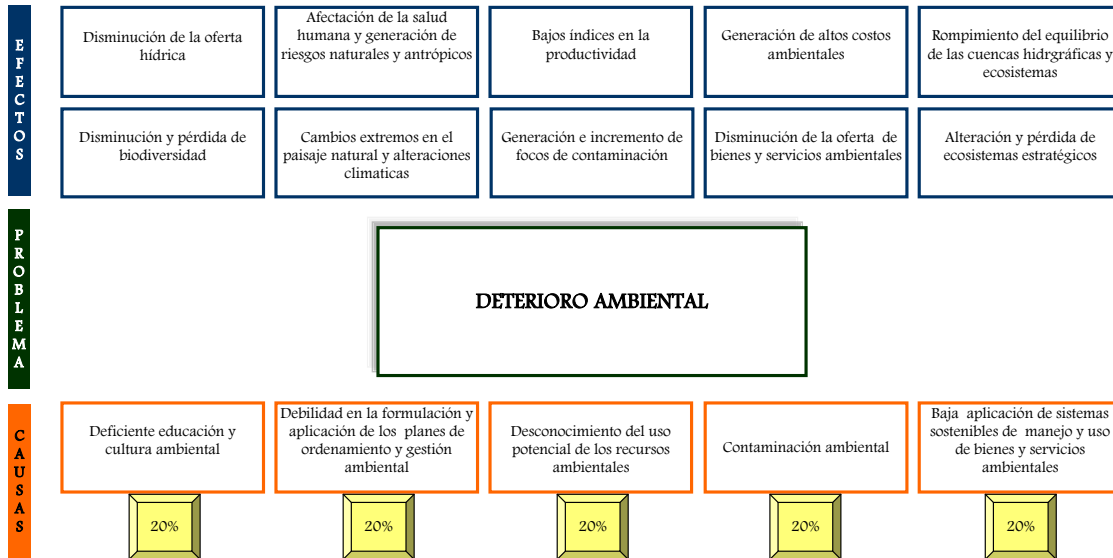 EFECTOS
Disminución de la oferta
hídrica
Afectación de la salud
humana y generación de
riesgos naturales y antrópicos
Bajos índices en la
productividad
Generación de altos costos
ambientales
Rompimiento del equilibrio
de las cuencas hidrgráficas y
ecosistemas
Disminución y pérdida de
biodiversidad
Cambios extremos en el
paisaje natural y alteraciones
climaticas
Generación e incremento de
focos de contaminación
Disminución de la oferta de
bienes y servicios ambientales
Alteración y pérdida de
ecosistemas estratégicos
PROBLEMA
DETERIORO AMBIENTAL
CAUSAS
Deficiente educación y
cultura ambiental
Debilidad en la formulación y
aplicación de los planes de
ordenamiento y gestión
ambiental
Desconocimiento del uso
potencial de los recursos
ambientales
Contaminación ambiental
Baja aplicación de sistemas
sostenibles de manejo y uso
de bienes y servicios
ambientales
20%
20%
20%
20%
20%